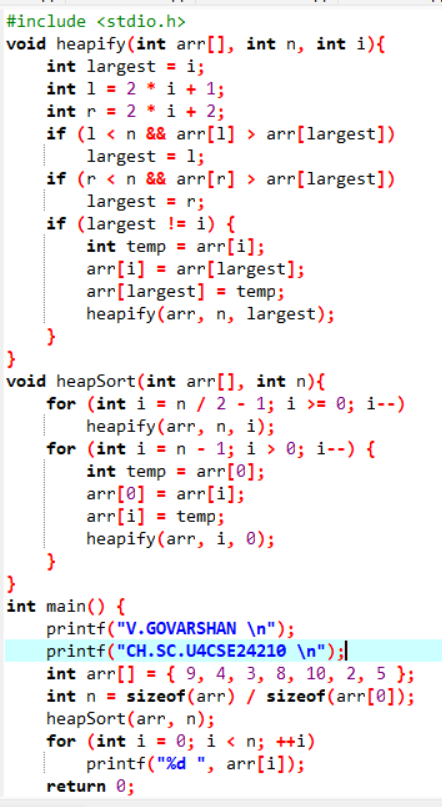 #include <stdio.h>
void heapify(int arr[], int n, int i){
    int largest = i;
    int l = 2 * i + 1;
    int r = 2 * i + 2;
    if (l < n && arr[l] > arr[largest])
        largest = l;
    if (r < n && arr[r] > arr[largest])
        largest = r;
    if (largest != i) {
        int temp = arr[i];
        arr[i] = arr[largest];
        arr[largest] = temp;
        heapify(arr, n, largest);
    }
}
void heapSort(int arr[], int n){
    for (int i = n / 2 - 1; i >= 0; i--)
        heapify(arr, n, i);
    for (int i = n - 1; i > 0; i--) {
        int temp = arr[0];
        arr[0] = arr[i];
        arr[i] = temp;
        heapify(arr, i, 0);
    }
}
int main() {
    printf("V.GOVARSHAN \n");
    printf("CH.SC.U4CSE24210 \n");
    int arr[] = { 9, 4, 3, 8, 10, 2, 5 };
    int n = sizeof(arr) / sizeof(arr[0]);
    heapSort(arr, n);
    for (int i = 0; i < n; ++i)
        printf("%d ", arr[i]);
    return 0;